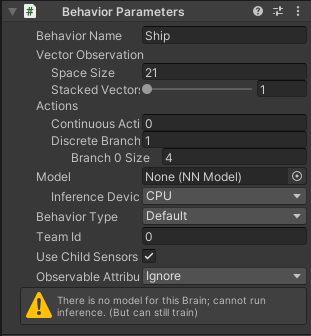 # Behavior Parameters
Behavior Name Ship
Vector Observation
Space Size 21
Stacked Vectors 1
Actions
Continuous Acti 0
Discrete Branch 1
Branch 0 Size 4
Model None (NN Model)
Inference Devic CPU
Behavior Type Default
Team Id 0
Use Child Sensors
Observable Attribu Ignore
There is no model for this Brain; cannot run
inference. (But can still train)